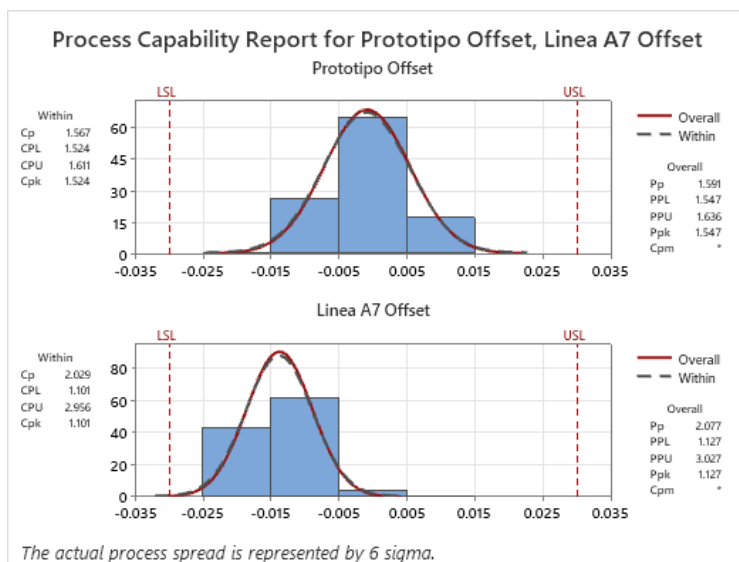 Process Capability Report for Prototipo Offset, Linea A7 Offset
Prototipo Offset
LSL USL
Within
Cp 1.567
CPL 1.524
CPU 1.611
Cpk 1.524
60
45
30
15
0
-0.035 -0.025 -0.015 -0.005 0.005 0.015 0.025 0.035
Overall
Within
Overall
Pp 1.591
PPL 1.547
PPU 1.636
Ppk 1.547
Cpm *
Linea A7 Offset
LSL USL
Within
Cp 2.029
CPL 1.101
CPU 2.956
Cpk 1.101
80
60
40
20
0
-0.035 -0.025 -0.015 -0.005 0.005 0.015 0.025 0.035
Overall
Within
Overall
Pp 2.077
PPL 1.127
PPU 3.027
Ppk 1.127
Cpm *
The actual process spread is represented by 6 sigma.